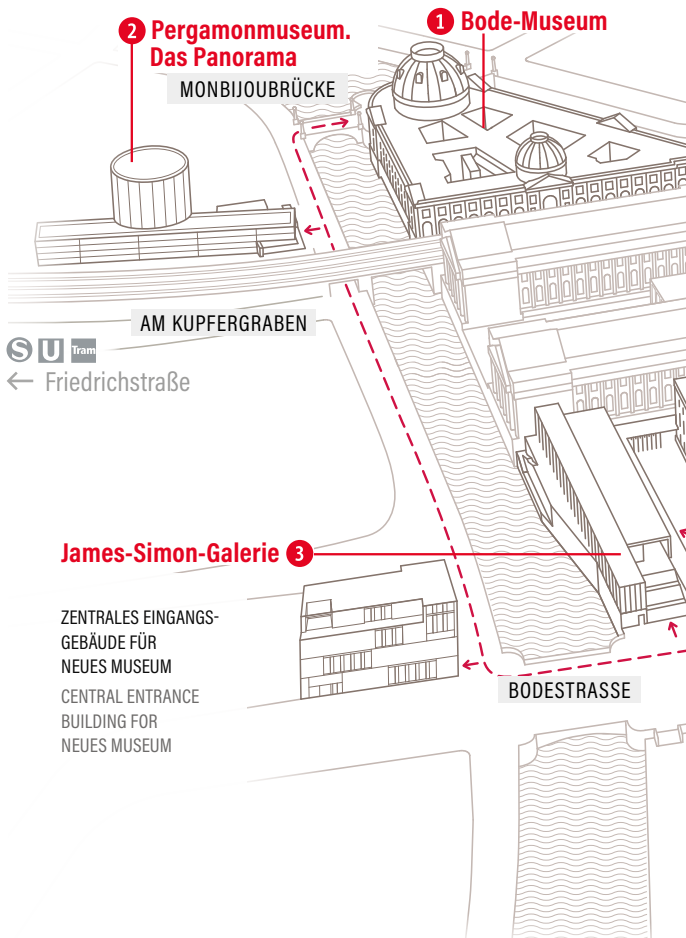 1 Bode-Museum
2 Pergamonmuseum.
Das Panorama
MONBIJOUBRÜCKE
AM KUPFERGRABEN
S U Tram
← Friedrichstraße
James-Simon-Galerie 3
ZENTRALES EINGANGS-
GEBÄUDE FÜR
NEUES MUSEUM
CENTRAL ENTRANCE
BUILDING FOR
NEUES MUSEUM
BODESTRASSE